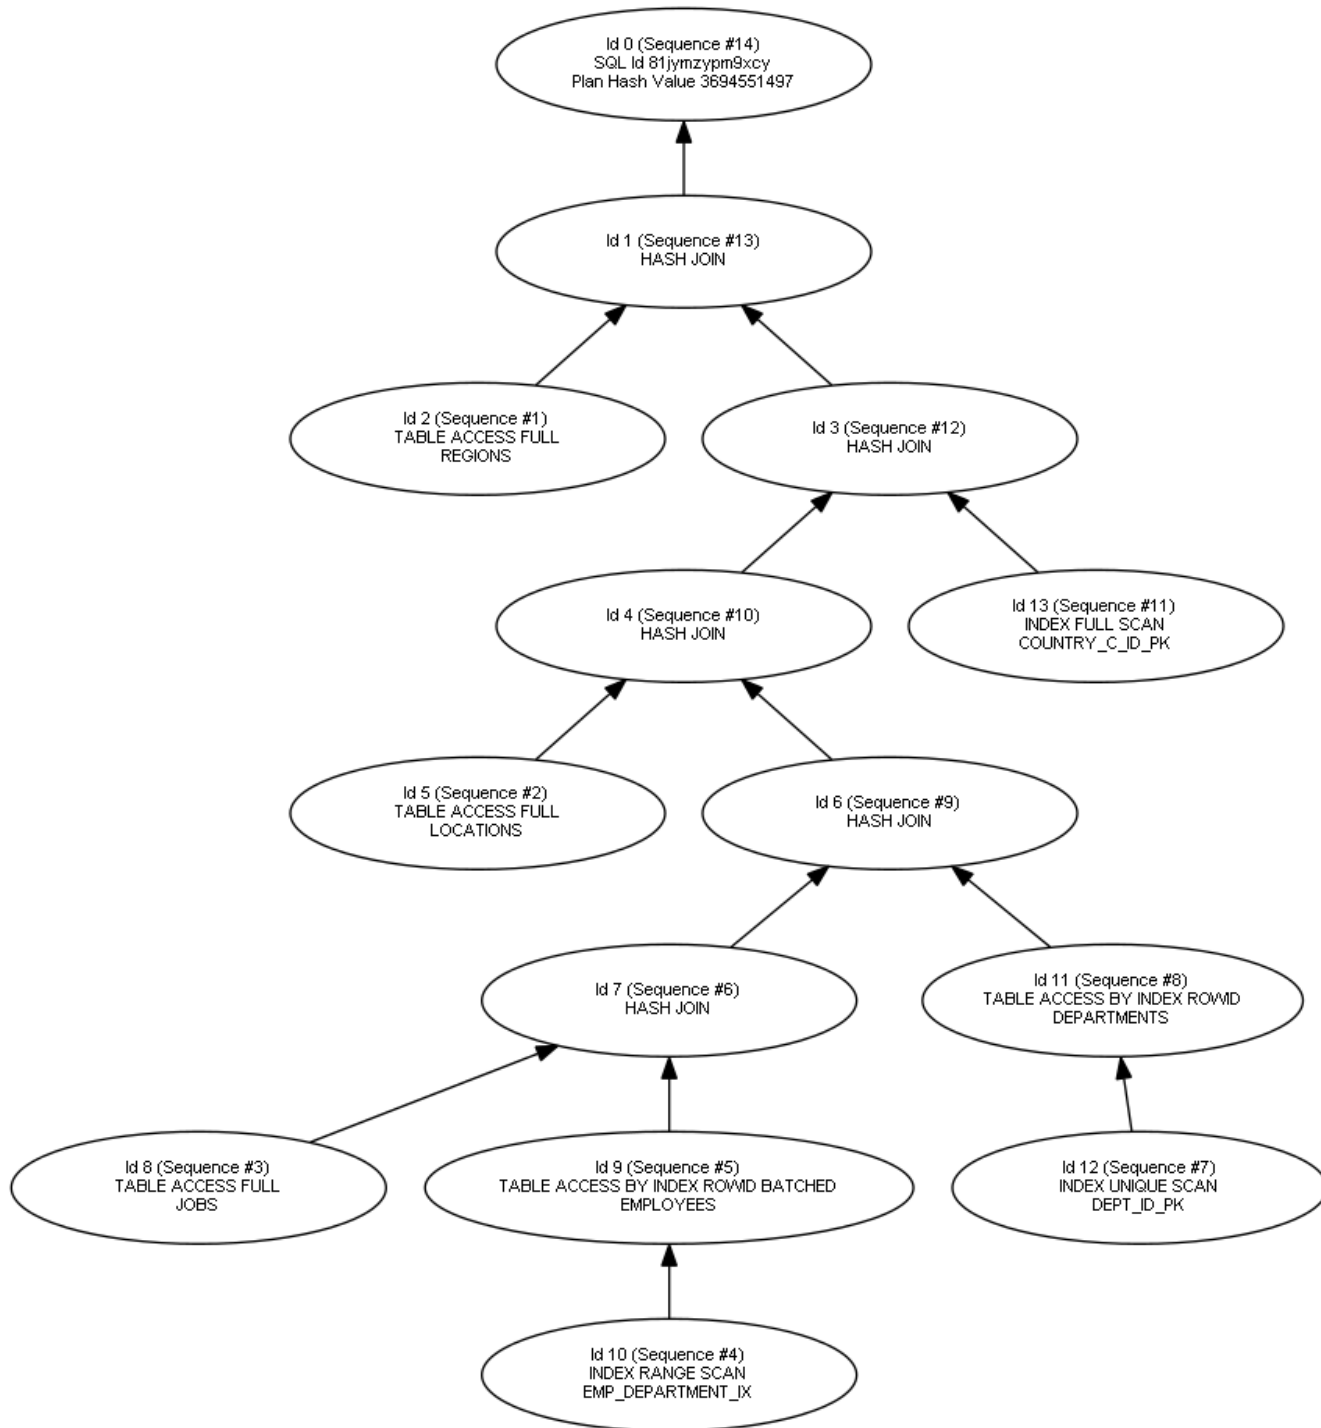 Id 0 (Sequence #14)
SQL Id 81jymzypm9xcy
Plan Hash Value 3694551497
Id 1 (Sequence #13)
HASH JOIN
Id 2 (Sequence #1)
TABLE ACCESS FULL
REGIONS
Id 3 (Sequence #12)
HASH JOIN
Id 4 (Sequence #10)
HASH JOIN
Id 13 (Sequence #11)
INDEX FULL SCAN
COUNTRY_C_ID_PK
Id 5 (Sequence #2)
TABLE ACCESS FULL
LOCATIONS
Id 6 (Sequence #9)
HASH JOIN
Id 7 (Sequence #6)
HASH JOIN
Id 11 (Sequence #8)
TABLE ACCESS BY INDEX ROWID
DEPARTMENTS
Id 8 (Sequence #3)
TABLE ACCESS FULL
JOBS
Id 9 (Sequence #5)
TABLE ACCESS BY INDEX ROWID BATCHED
EMPLOYEES
Id 12 (Sequence #7)
INDEX UNIQUE SCAN
DEPT_ID_PK
Id 10 (Sequence #4)
INDEX RANGE SCAN
EMP_DEPARTMENT_IX